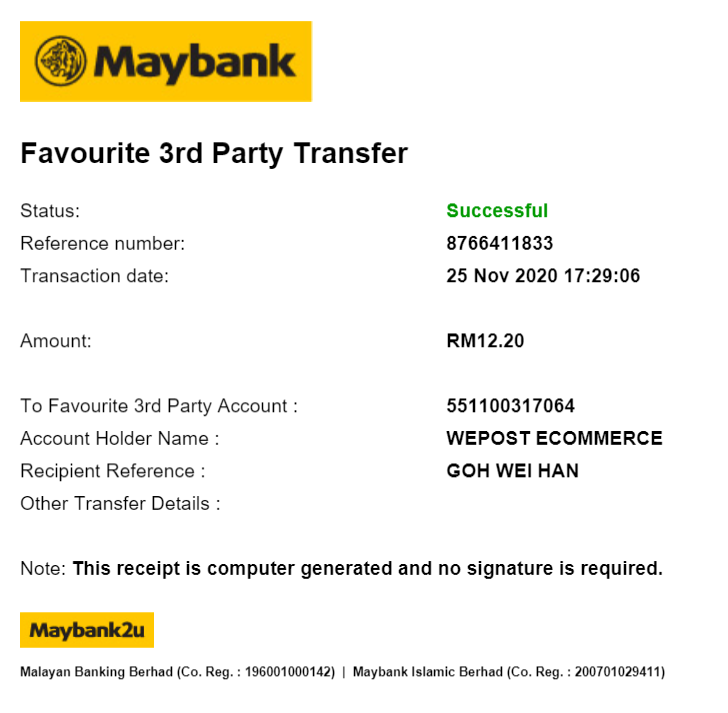 Maybank
Favourite 3rd Party Transfer
Status: Successful
Reference number: 8766411833
Transaction date: 25 Nov 2020 17:29:06
Amount: RM12.20
To Favourite 3rd Party Account : 551100317064
Account Holder Name : WEPOST ECOMMERCE
Recipient Reference : GOH WEI HAN
Other Transfer Details :
Note: This receipt is computer generated and no signature is required.
Maybank2u
Malayan Banking Berhad (Co. Reg. : 196001000142) | Maybank Islamic Berhad (Co. Reg. : 200701029411)